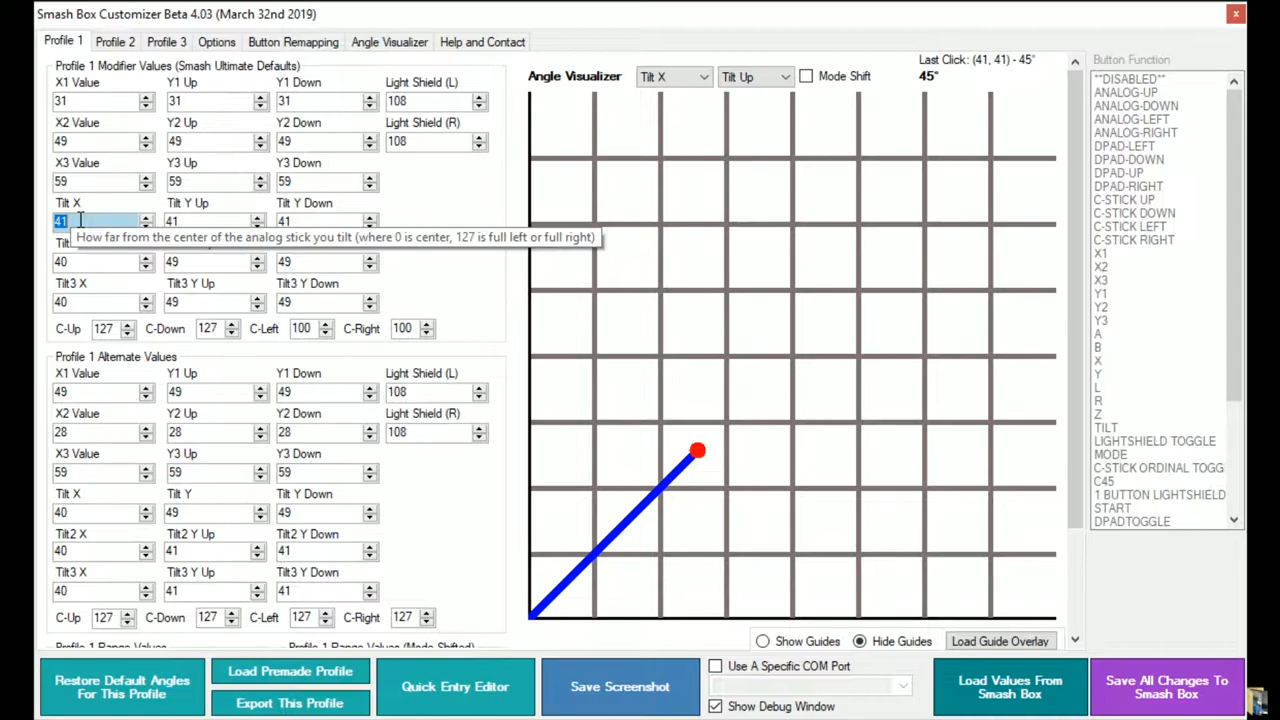 Smash Box Customizer Beta 4.03 (March 32nd 2019)
x
Profile 1 Profile 2 Profile 3 Options Button Remapping Angle Visualizer Help and Contact
Profile 1 Modifier Values (Smash Ultimate Defaults)
X1 Value Y1 Up Y1 Down Light Shield (L)
31 31 31 108
X2 Value Y2 Up Y2 Down Light Shield (R)
49 49 49 108
X3 Value Y3 Up Y3 Down
59 59 59
Tilt X Tilt Y Up Tilt Y Down
41 41 41
How far from the center of the analog stick you tilt (where 0 is center, 127 is full left or full right)
40 49 49
Tilt3 X Tilt3 Y Up Tilt3 Y Down
40 49 49
C-Up 127 C-Down 127 C-Left 100 C-Right 100
Profile 1 Alternate Values
X1 Value Y1 Up Y1 Down Light Shield (L)
49 49 49 108
X2 Value Y2 Up Y2 Down Light Shield (R)
28 28 28 108
X3 Value Y3 Up Y3 Down
59 59 59
Tilt X Tilt Y Tilt Y Down
40 49 49
Tilt2 X Tilt2 Y Up Tilt2 Y Down
40 41 41
Tilt3 X Tilt3 Y Up Tilt3 Y Down
40 41 41
C-Up 127 C-Down 127 C-Left 127 C-Right 127
Profile 1 Range Values Profile 1 Range Values (Mode Shifted)
Angle Visualizer Tilt X Tilt Up Mode Shift
Last Click: (41, 41) - 45°
45°
Show Guides Hide Guides Load Guide Overlay
Button Function
**DISABLED**
ANALOG-UP
ANALOG-DOWN
ANALOG-LEFT
ANALOG-RIGHT
DPAD-LEFT
DPAD-DOWN
DPAD-UP
DPAD-RIGHT
C-STICK UP
C-STICK DOWN
C-STICK LEFT
C-STICK RIGHT
X1
X2
X3
Y1
Y2
Y3
A
B
X
Y
L
R
Z
TILT
LIGHTSHIELD TOGGLE
MODE
C-STICK ORDINAL TOGG
C45
1 BUTTON LIGHTSHIELD
START
DPADTOGGLE
Restore Default Angles
For This Profile
Load Premade Profile
Export This Profile
Quick Entry Editor
Save Screenshot
Use A Specific COM Port
Show Debug Window
Load Values From
Smash Box
Save All Changes To
Smash Box